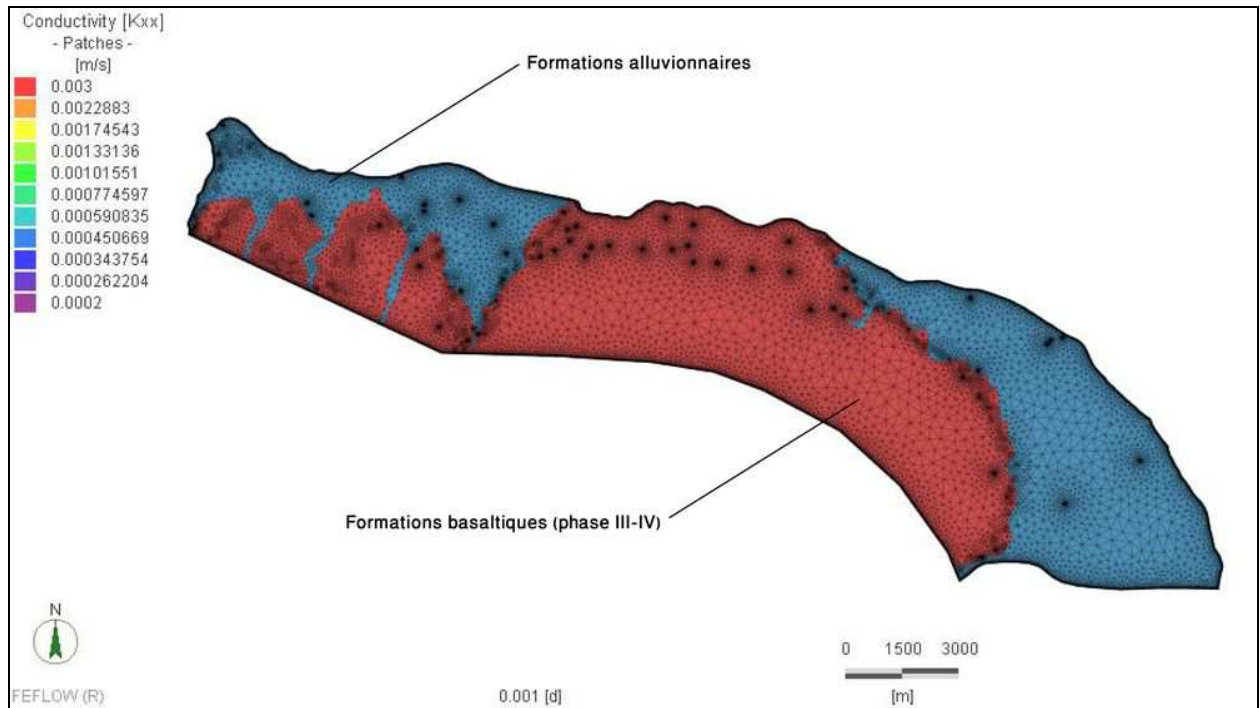 Conductivity [Kxx]
- Patches -
[m/s]
0.003
0.0022883
0.00174543
0.00133136
0.00101551
0.000774597
0.000590835
0.000450669
0.000343754
0.000262204
0.0002
Formations alluvionnaires
Formations basaltiques (phase III-IV)
N
0 1500 3000
[m]
FEFLOW (R)
0.001 [d]